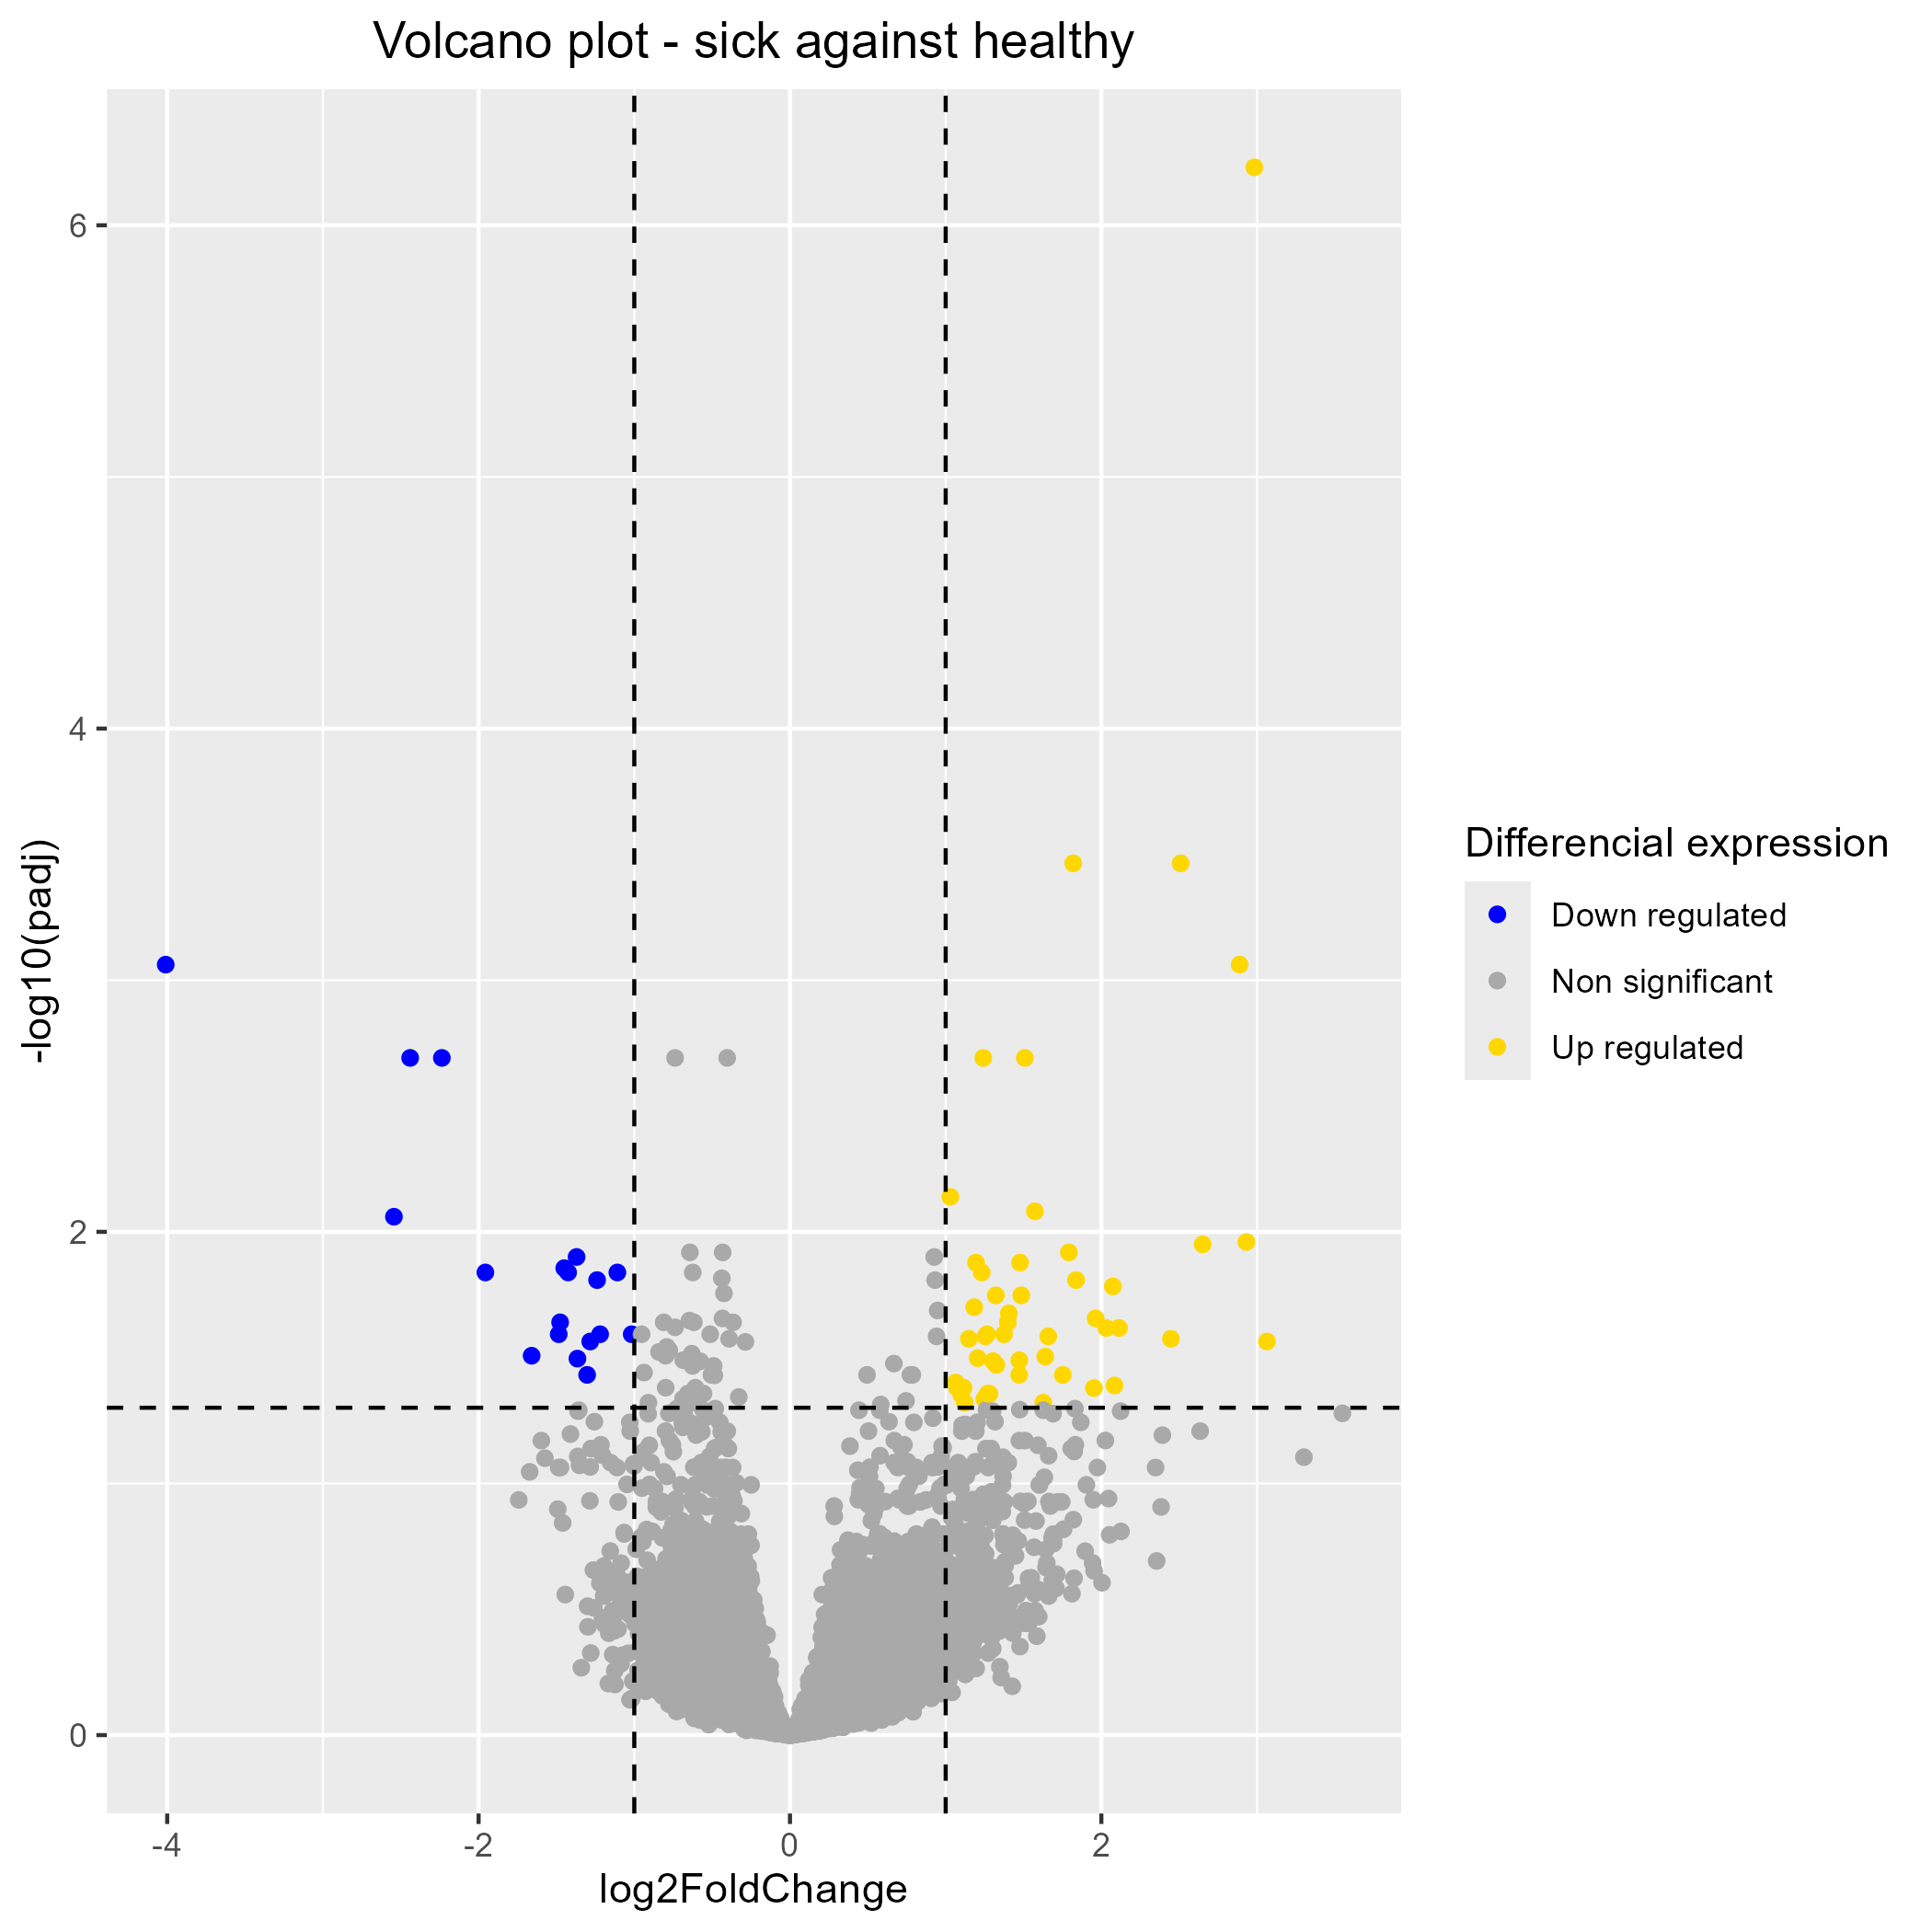 Volcano plot - sick against healthy
6
4
2
0
-log10(padj)
-4
-2
0
2
log2FoldChange
Differencial expression
Down regulated
Non significant
Up regulated